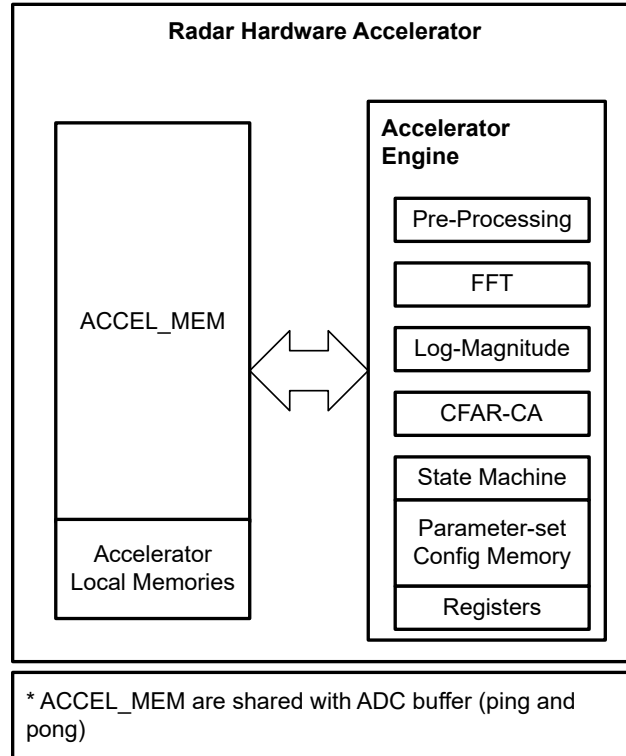 Radar Hardware Accelerator
ACCEL_MEM
Accelerator
Local Memories
Accelerator
Engine
Pre-Processing
FFT
Log-Magnitude
CFAR-CA
State Machine
Parameter-set
Config Memory
Registers
* ACCEL_MEM are shared with ADC buffer (ping and
pong)